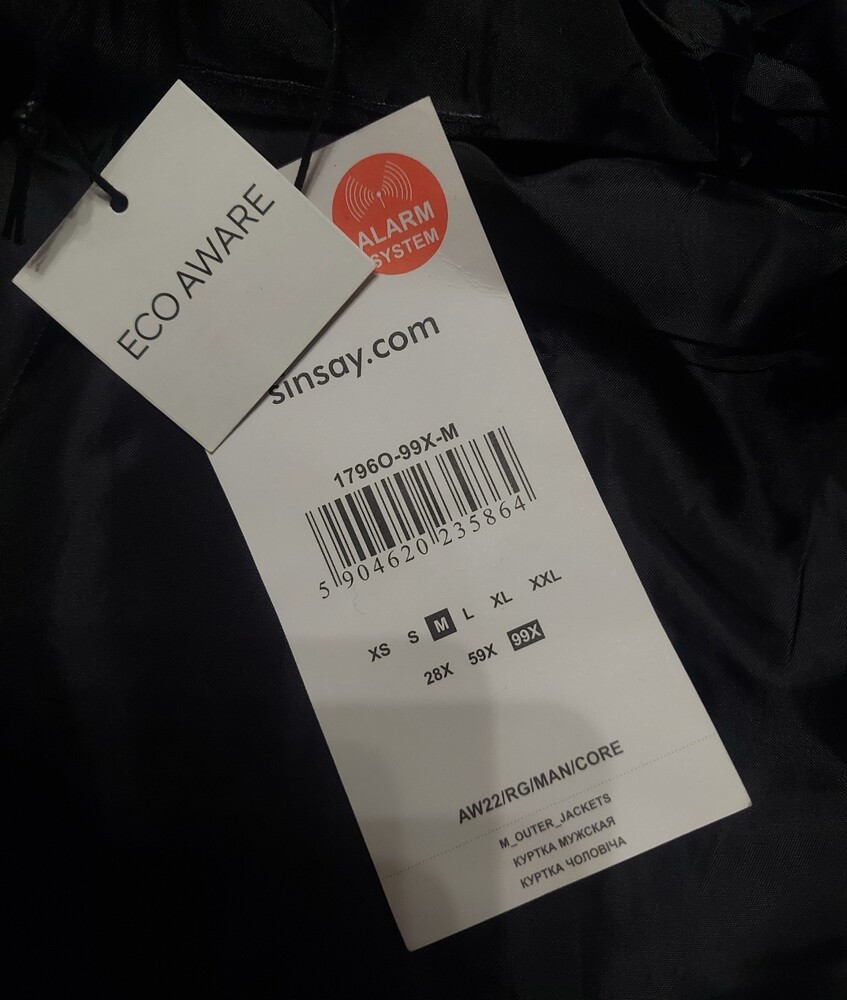 ECO AWARE
ALARM
SYSTEM
sinsay.com
1796O-99X-M
5 904620 235864
XS S M L XL XXL
28X 59X 99X
AW22/RG/MAN/CORE
M_OUTER_JACKETS
КУРТКА МУЖСКАЯ
КУРТКА ЧОЛОВІЧА